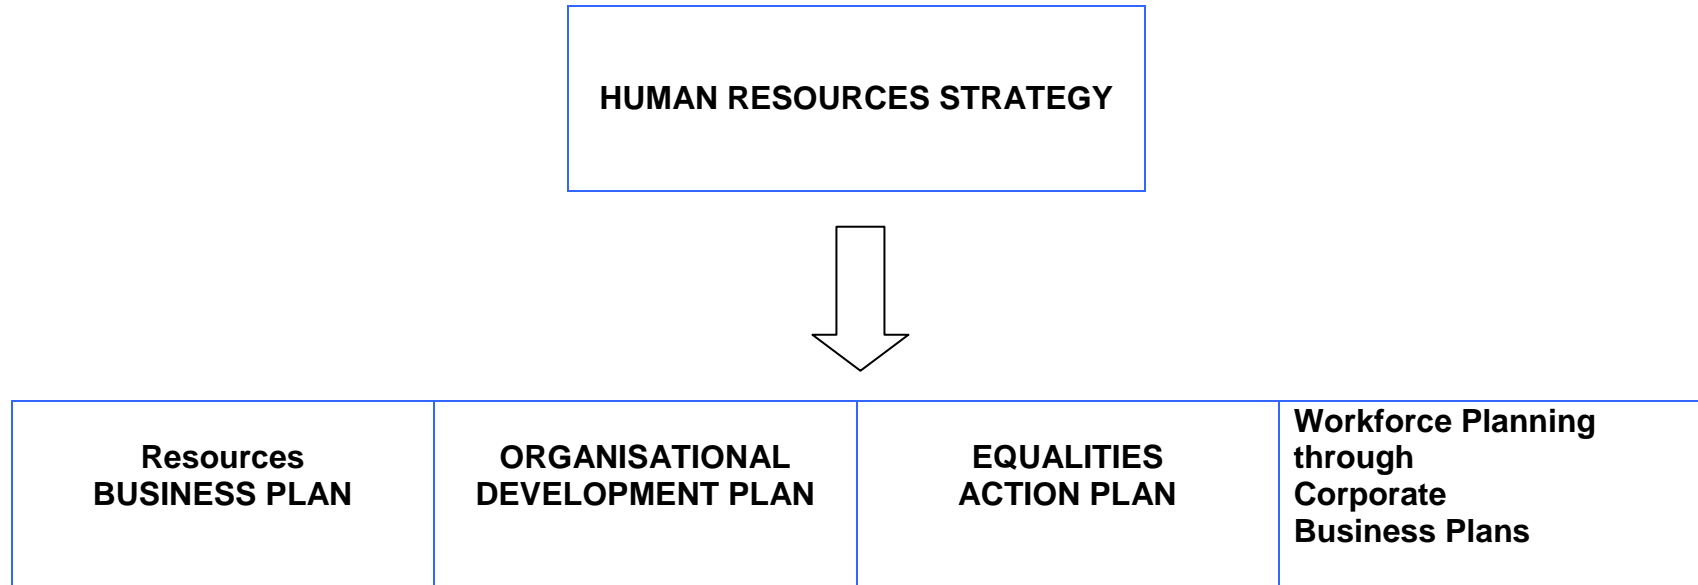 HUMAN RESOURCES STRATEGY
Resources
BUSINESS PLAN
ORGANISATIONAL
DEVELOPMENT PLAN
EQUALITIES
ACTION PLAN
Workforce Planning
through
Corporate
Business Plans